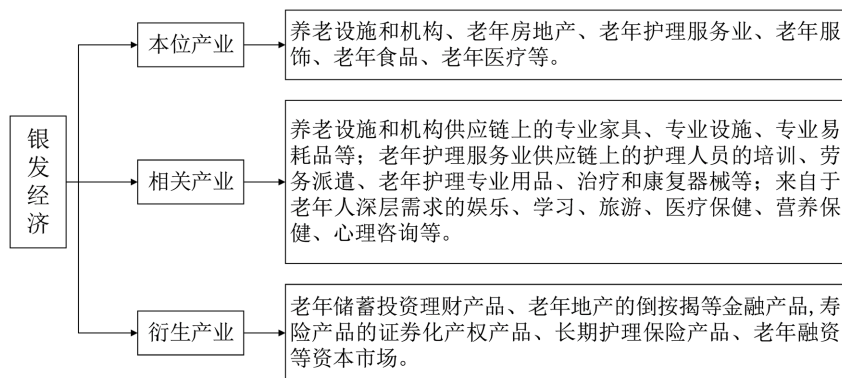 银发经济
本位产业
养老设施和机构、老年房地产、老年护理服务业、老年服
饰、老年食品、老年医疗等。
相关产业
养老设施和机构供应链上的专业家具、专业设施、专业易
耗品等；老年护理服务业供应链上的护理人员的培训、劳
务派遣、老年护理专业用品、治疗和康复器械等；来自于
老年人深层需求的娱乐、学习、旅游、医疗保健、营养保
健、心理咨询等。
衍生产业
老年储蓄投资理财产品、老年地产的倒按揭等金融产品,寿
险产品的证券化产权产品、长期护理保险产品、老年融资
等资本市场。